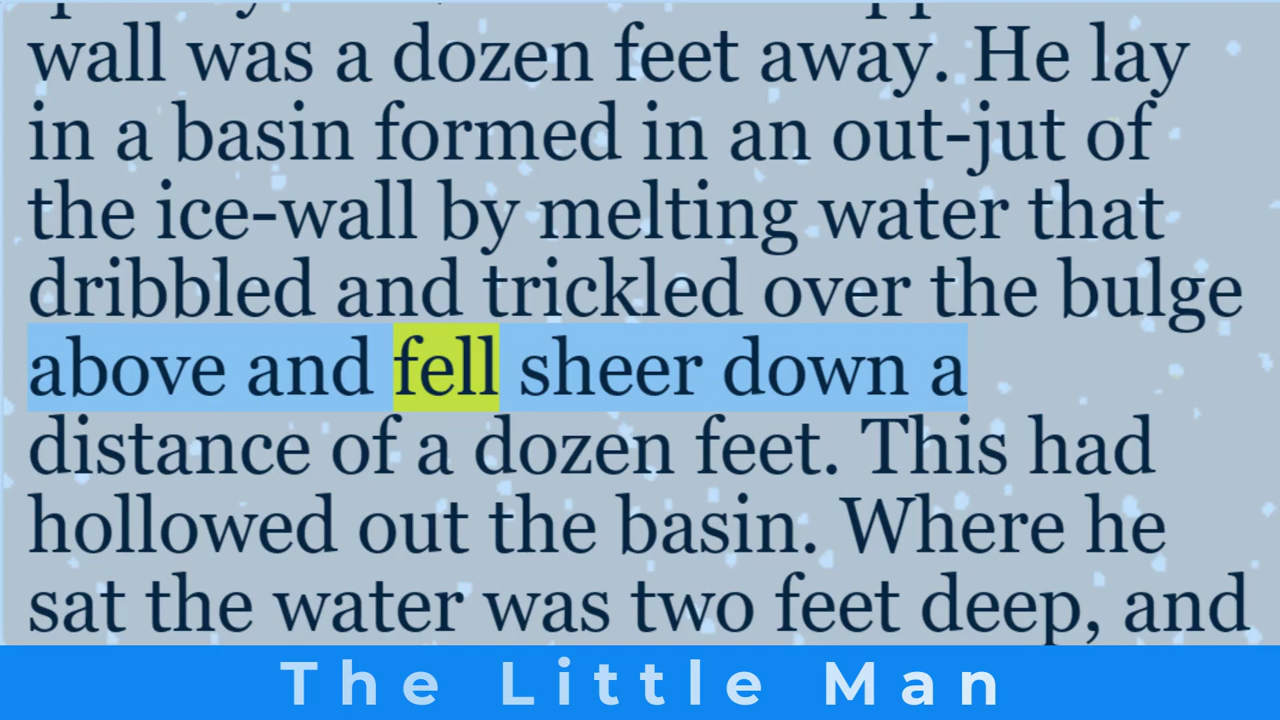 wall was a dozen feet away. He lay
in a basin formed in an out-jut of
the ice-wall by melting water that
dribbled and trickled over the bulge
above and fell sheer down a
distance of a dozen feet. This had
hollowed out the basin. Where he
sat the water was two feet deep, and
The Little Man